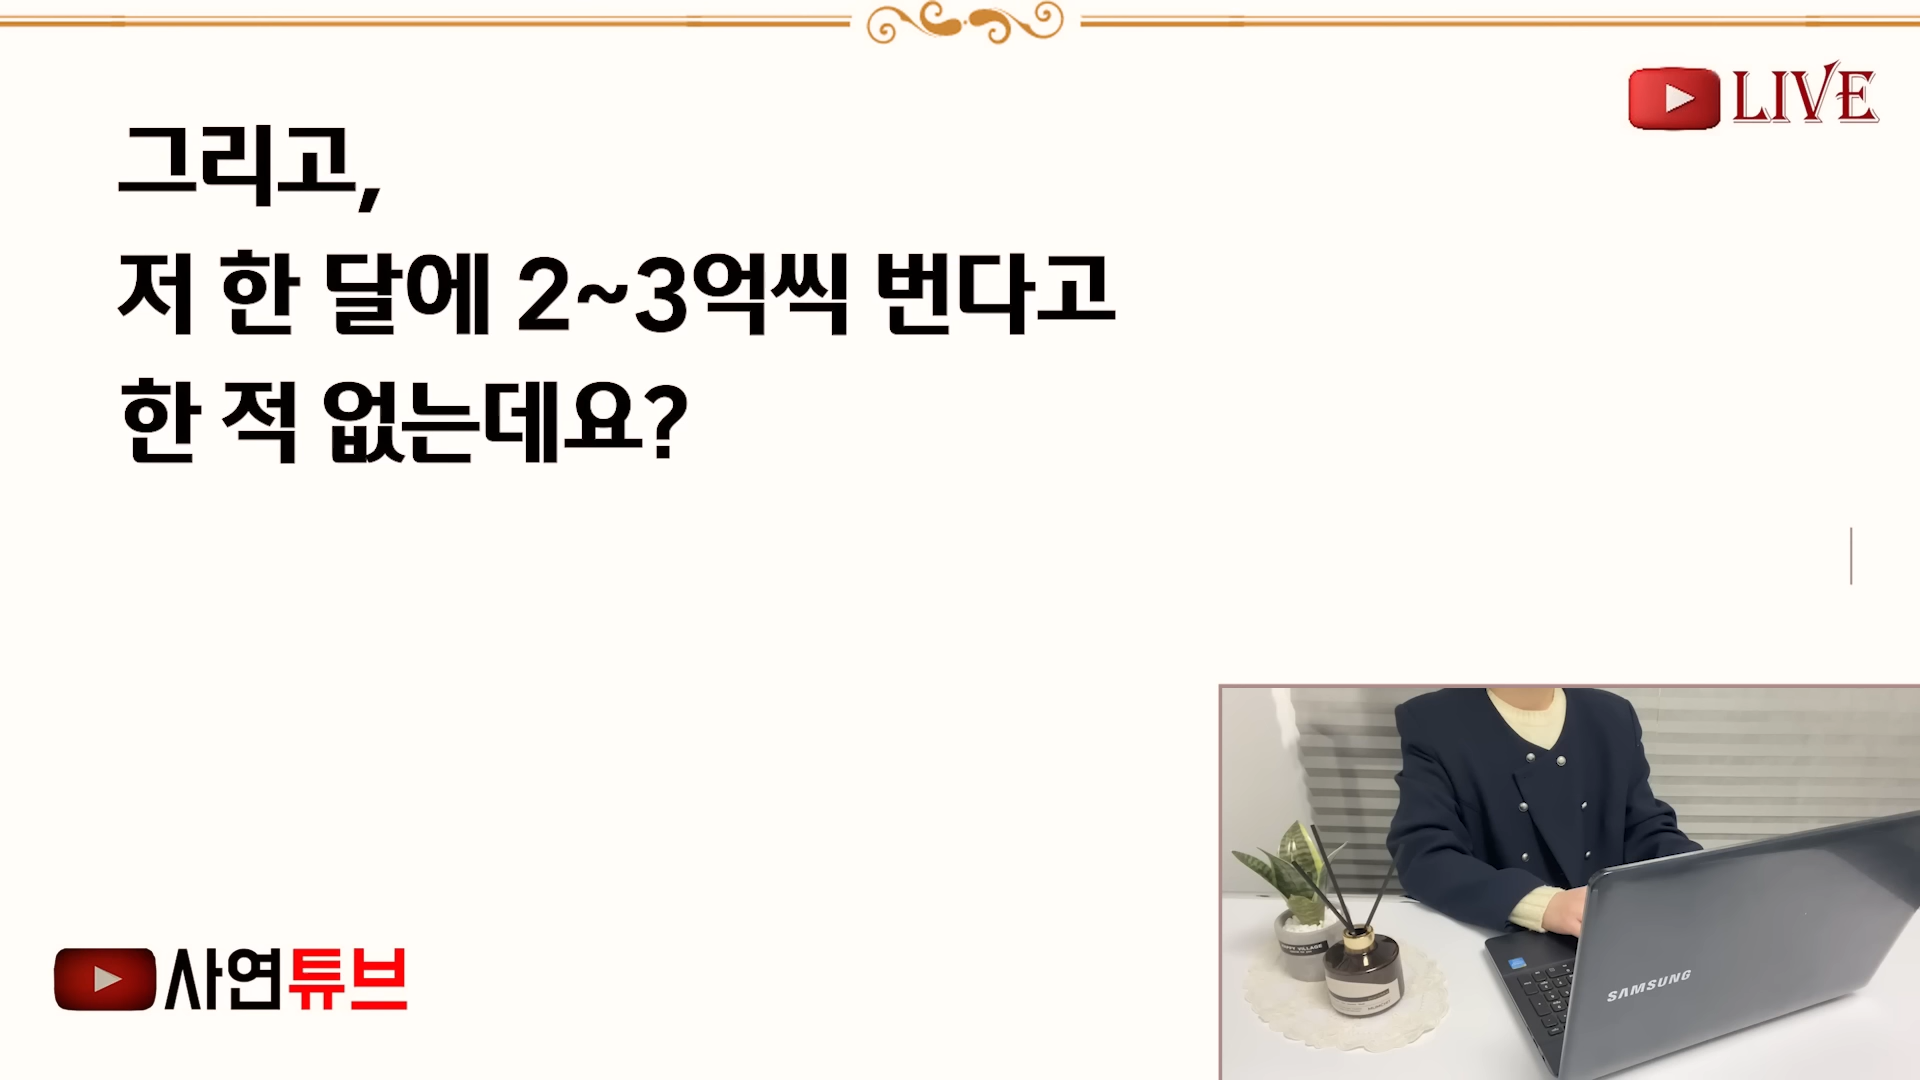 LIVE
그리고,
저 한 달에 2~3억씩 번다고
한 적 없는데요?
사연튜브
SAMSUNG